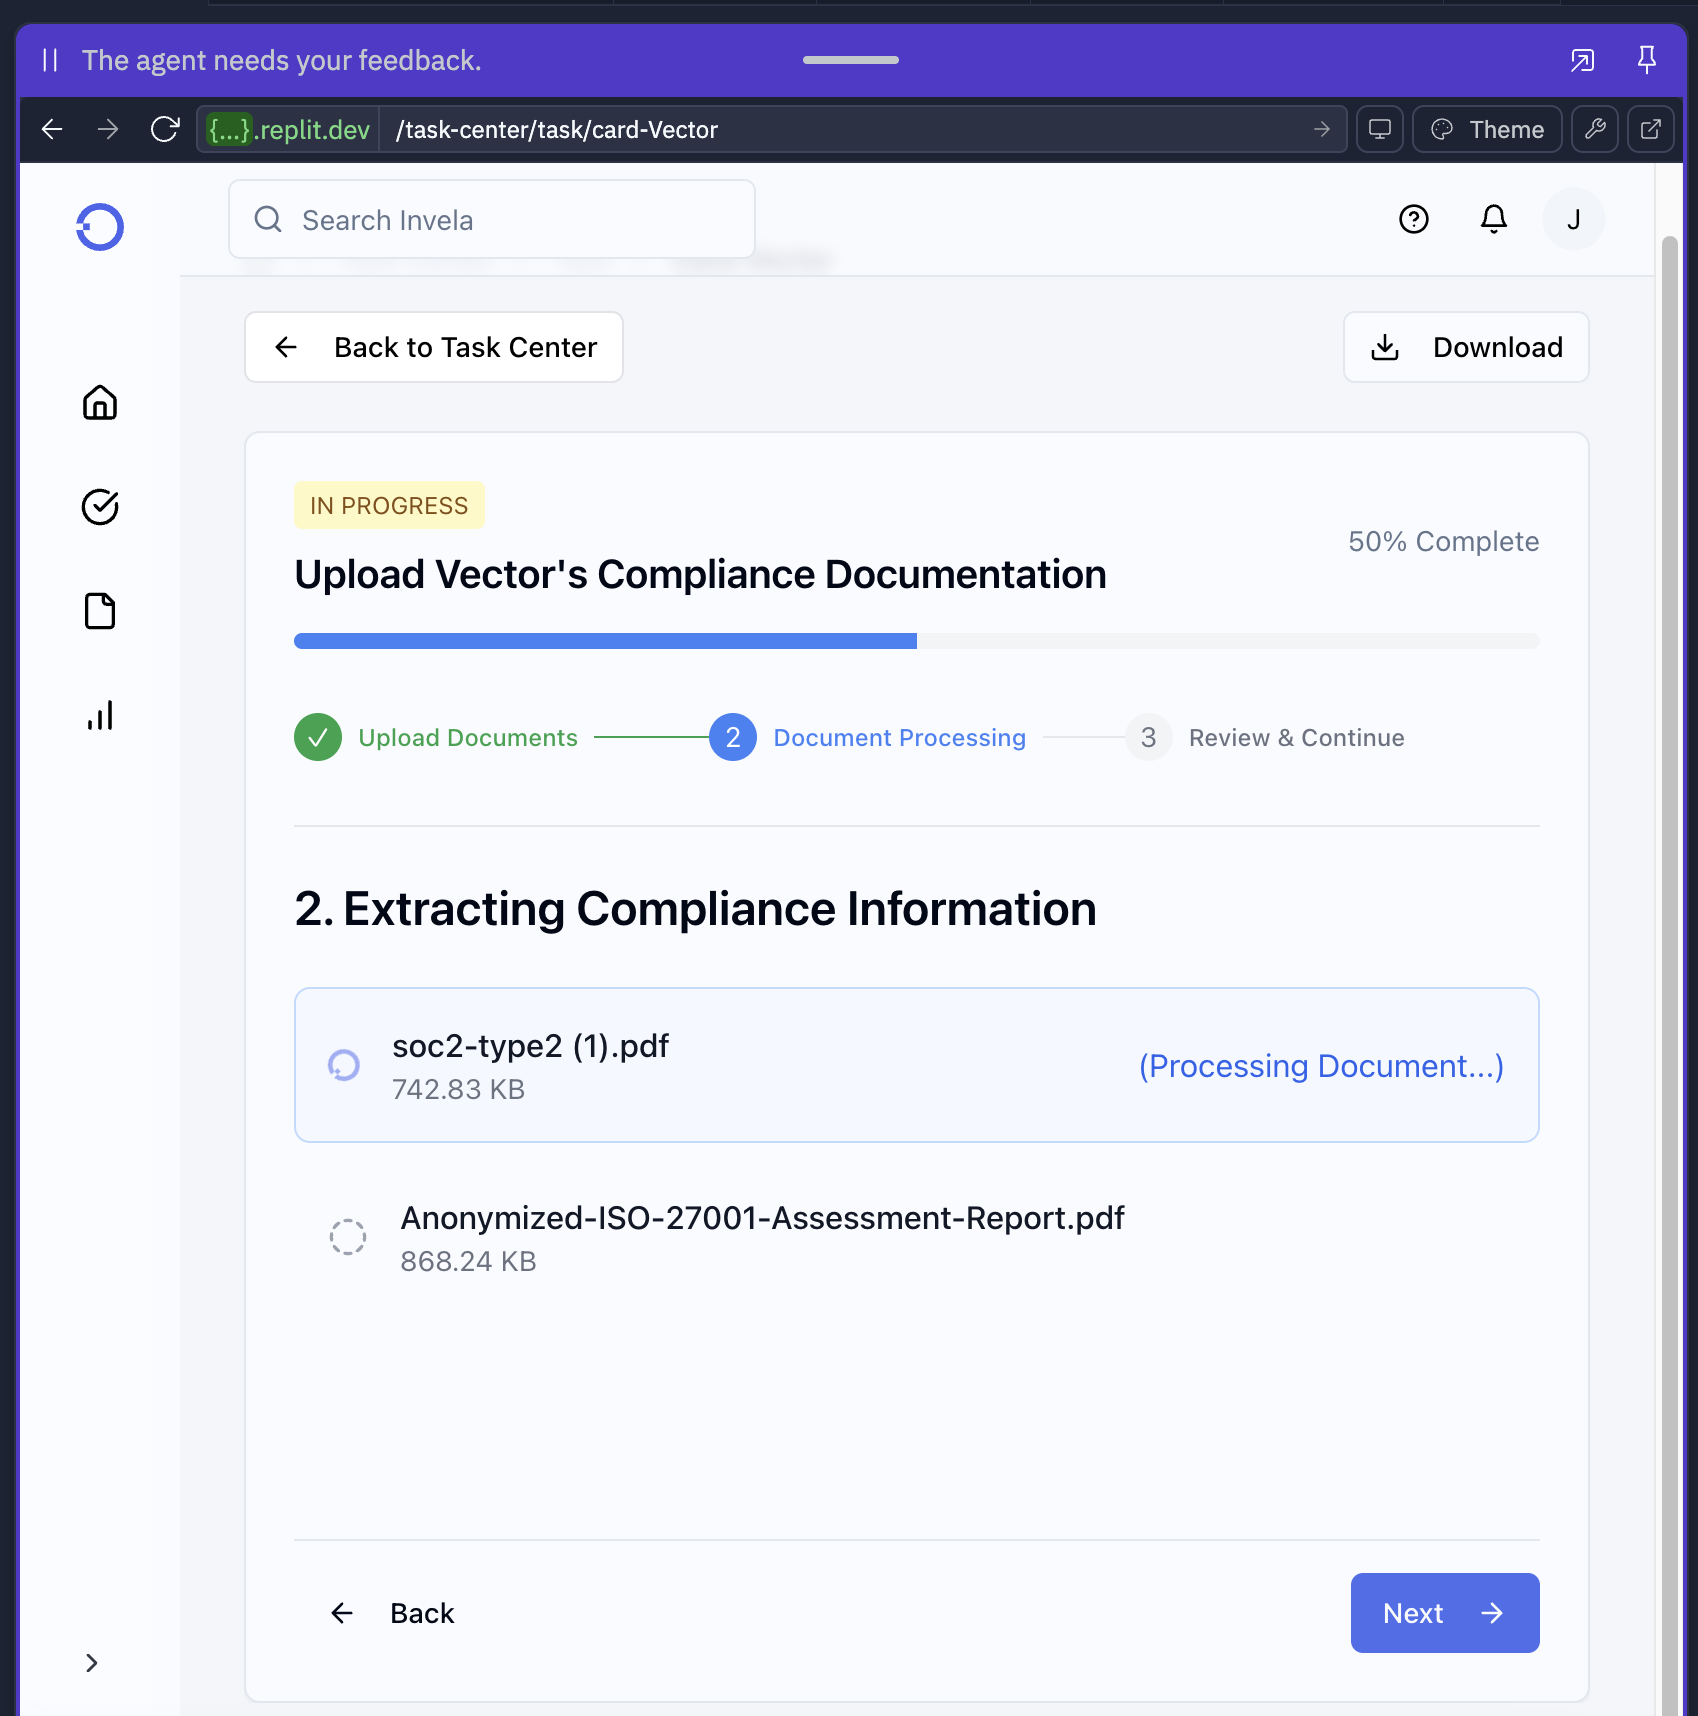 The agent needs your feedback.
{...}.replit.dev /task-center/task/card-Vector Theme
Search Invela
J
Back to Task Center
Download
IN PROGRESS
50% Complete
Upload Vector's Compliance Documentation
Upload Documents 2 Document Processing 3 Review & Continue
2. Extracting Compliance Information
soc2-type2 (1).pdf
742.83 KB
(Processing Document...)
Anonymized-ISO-27001-Assessment-Report.pdf
868.24 KB
Back
Next